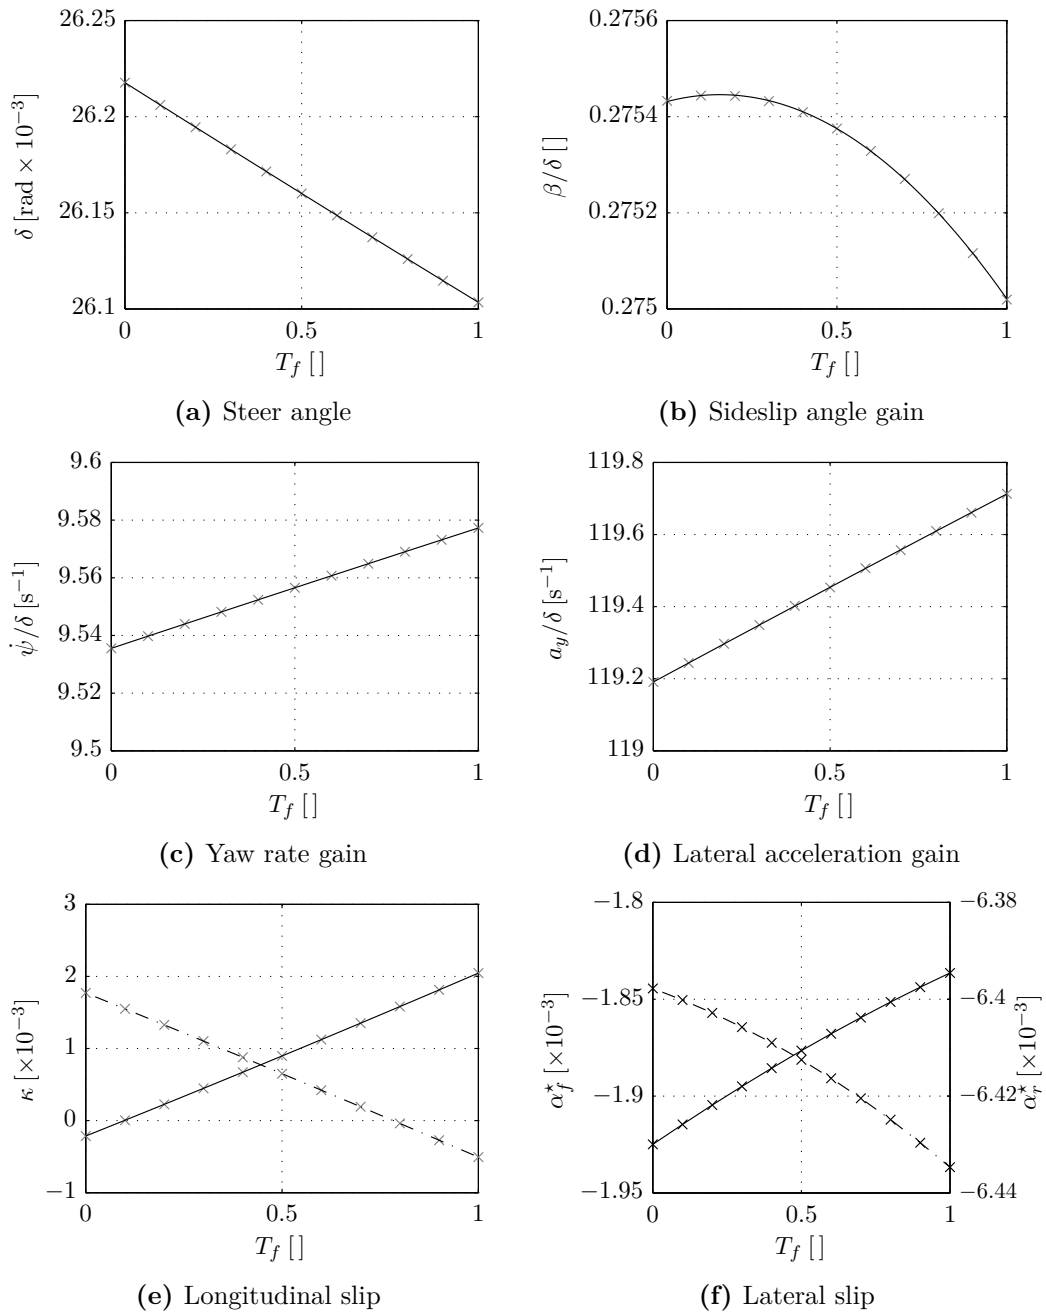 26.25
26.2
26.15
26.1
δ [rad × 10⁻³]
0 0.5 1
T_f [ ]
(a) Steer angle
0.2756
0.2754
0.2752
0.275
β/δ [ ]
0 0.5 1
T_f [ ]
(b) Sideslip angle gain
9.6
9.58
9.56
9.54
9.52
9.5
ψ̇/δ [s⁻¹]
0 0.5 1
T_f [ ]
(c) Yaw rate gain
119.8
119.6
119.4
119.2
119
a_y/δ [s⁻¹]
0 0.5 1
T_f [ ]
(d) Lateral acceleration gain
3
2
1
0
−1
κ [×10⁻³]
0 0.5 1
T_f [ ]
(e) Longitudinal slip
−1.8
−1.85
−1.9
−1.95
α_f* [×10⁻³]
−6.38
−6.4
−6.42
−6.44
α_r* [×10⁻³]
0 0.5 1
T_f [ ]
(f) Lateral slip